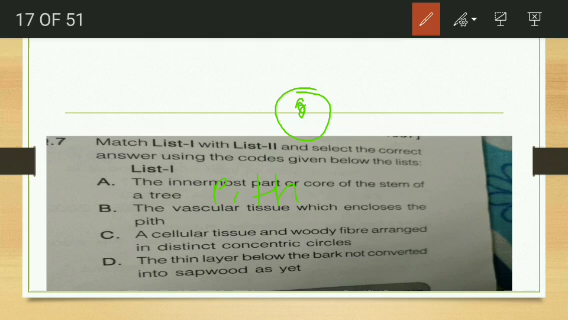 17 OF 51
8
.7 Match List-I with List-II and select the correct
answer using the codes given below the lists:
List-I
A. The innermost part or core of the stem of
a tree
Pith
B. The vascular tissue which encloses the
pith
C. A cellular tissue and woody fibre arranged
in distinct concentric circles
D. The thin layer below the bark not converted
into sapwood as yet